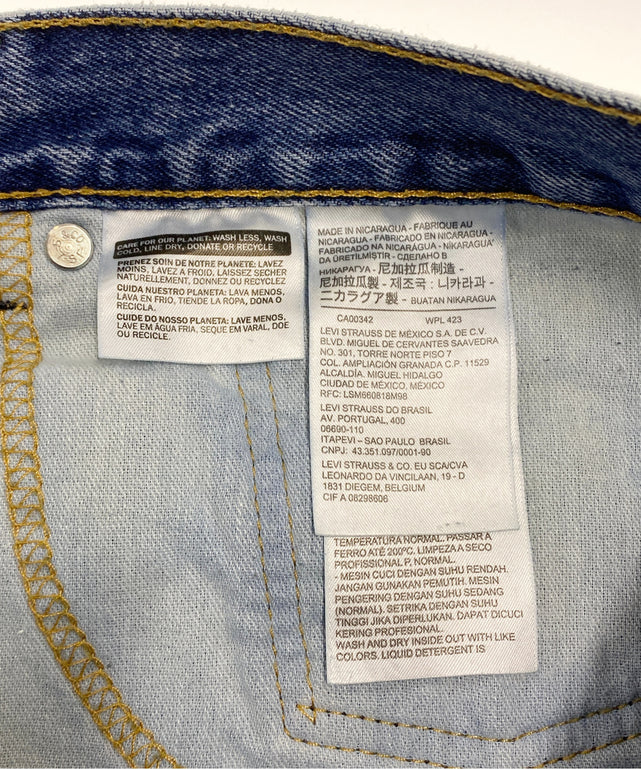 CARE FOR OUR PLANET: WASH LESS, WASH
COLD, LINE DRY, DONATE OR RECYCLE
PRENEZ SOIN DE NOTRE PLANETE: LAVEZ
MOINS, LAVEZ A FROID, LAISSEZ SECHER
NATURELLEMENT, DONNEZ OU RECYCLEZ
CUIDA NUESTRO PLANETA: LAVA MENOS,
LAVA EN FRIO, TIENDE LA ROPA, DONA O
RECICLA.
CUIDE DO NOSSO PLANETA: LAVE MENOS,
LAVE EM ÁGUA FRIA, SEQUE EM VARAL, DOE
OU RECICLE.
MADE IN NICARAGUA - FABRIQUE AU
NICARAGUA - FABRICADO EN NICARAGUA -
FABRICADO NA NICARAGUA - NIKARAGUA'
DA ÜRETİLMİŞTİR - СДЕЛАНО В
НИКАРАГУА - 尼加拉瓜制造 -
尼加拉瓜製 - 제조국 : 니카라과 -
ニカラグア製 - BUATAN NIKARAGUA
CA00342 WPL 423
LEVI STRAUSS DE MÉXICO S.A. DE C.V.
BLVD. MIGUEL DE CERVANTES SAAVEDRA
NO. 301, TORRE NORTE PISO 7
COL. AMPLIACIÓN GRANADA C.P. 11529
ALCALDÍA. MIGUEL HIDALGO
CIUDAD DE MÉXICO, MÉXICO
RFC: LSM660818M98
LEVI STRAUSS DO BRASIL
AV. PORTUGAL, 400
06690-110
ITAPEVI – SAO PAULO BRASIL
CNPJ: 43.351.097/0001-90
LEVI STRAUSS & CO. EU SCA/CVA
LEONARDO DA VINCILAAN, 19 - D
1831 DIEGEM, BELGIUM
CIF A 08298606
TEMPERATURA NORMAL. PASSAR A
FERRO ATÉ 200ºC. LIMPEZA A SECO
PROFISSIONAL P, NORMAL.
- MESIN CUCI DENGAN SUHU RENDAH.
JANGAN GUNAKAN PEMUTIH. MESIN
PENGERING DENGAN SUHU SEDANG
(NORMAL). SETRIKA DENGAN SUHU
TINGGI JIKA DIPERLUKAN. DAPAT DICUCI
KERING PROFESIONAL.
WASH AND DRY INSIDE OUT WITH LIKE
COLORS. LIQUID DETERGENT IS